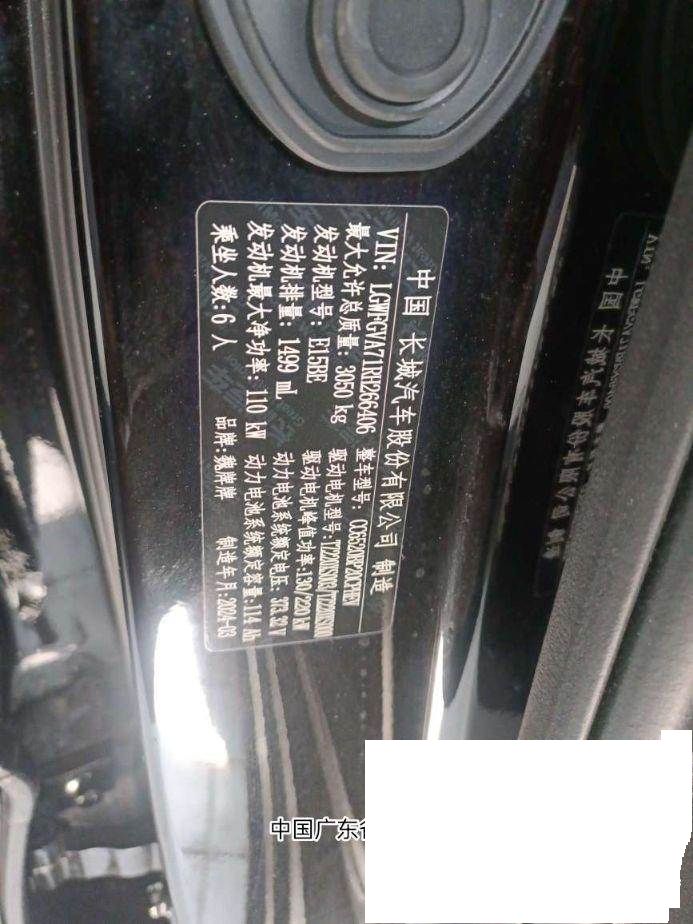 中国 长城汽车股份有限公司 制造
VIN: LGWFGVA71RH266406 整车型号:
最大允许总质量: 3050 kg 驱动电机型号:
发动机型号: E15BE 驱动电机峰值功率:130/220 kW
发动机排量: 1499 mL 动力电池系统额定电压: 373.32 V
发动机最大净功率: 110 kW 动力电池系统额定容量:114 Ah
乘坐人数:6 人 品牌:魏牌牌 制造年月:2024-03
中国广东